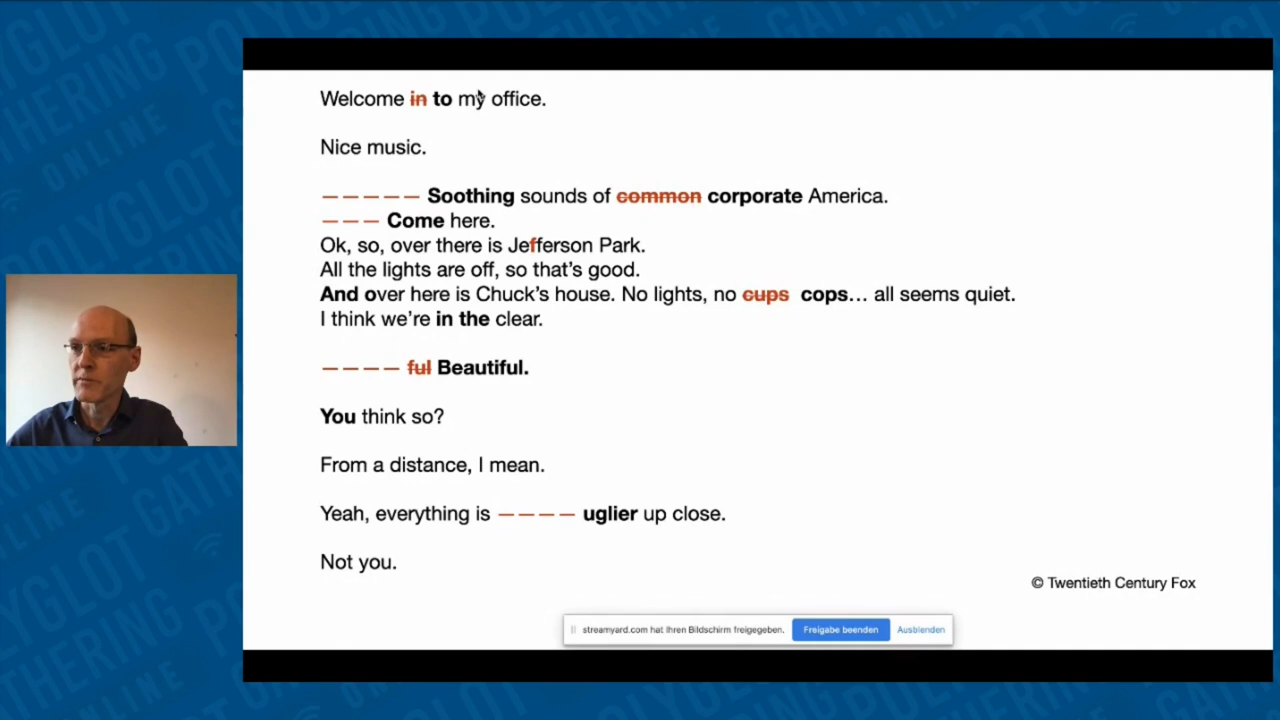 Welcome in to my office.
Nice music.
_ _ _ _ _ Soothing sounds of common corporate America.
_ _ _ Come here.
Ok, so, over there is Jefferson Park.
All the lights are off, so that's good.
And over here is Chuck's house. No lights, no cups cops… all seems quiet.
I think we're in the clear.
_ _ _ _ ful Beautiful.
You think so?
From a distance, I mean.
Yeah, everything is _ _ _ _ uglier up close.
Not you.
© Twentieth Century Fox
streamyard.com hat Ihren Bildschirm freigegeben. Freigabe beenden Ausblenden
POLYGLOT
GATHERING
ONLINE